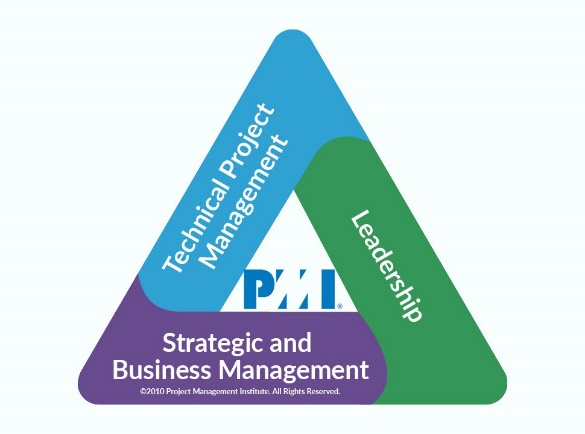 Technical Project
Management
Leadership
PMI®
Strategic and
Business Management
©2010 Project Management Institute. All Rights Reserved.